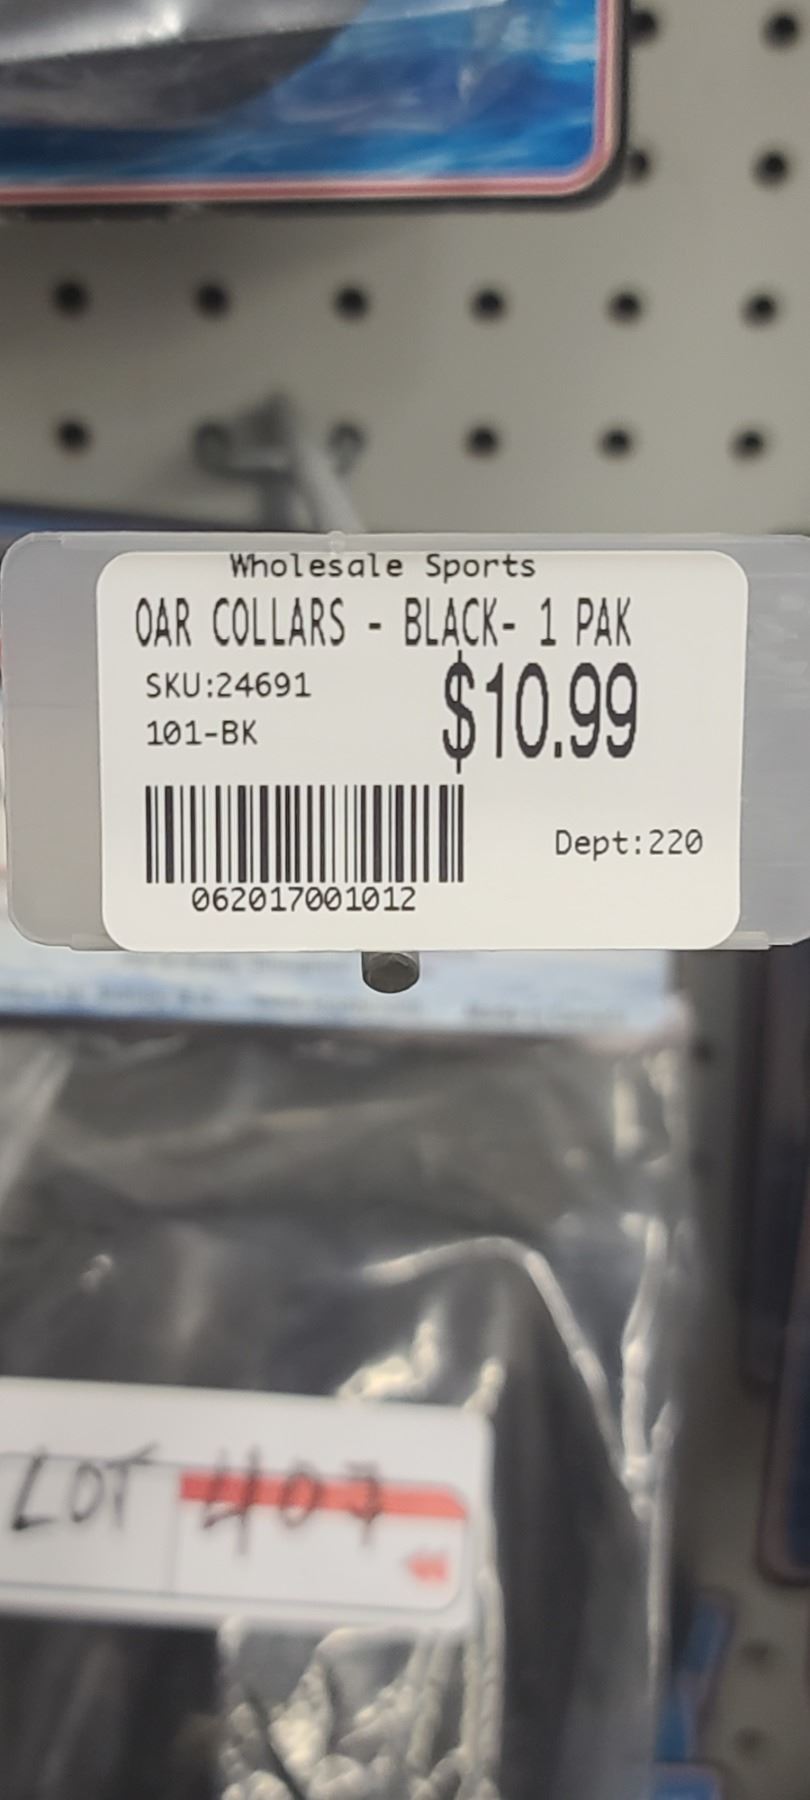 Wholesale Sports
OAR COLLARS - BLACK- 1 PAK
SKU:24691
$10.99
101-BK
Dept:220
062017001012
LOT 407